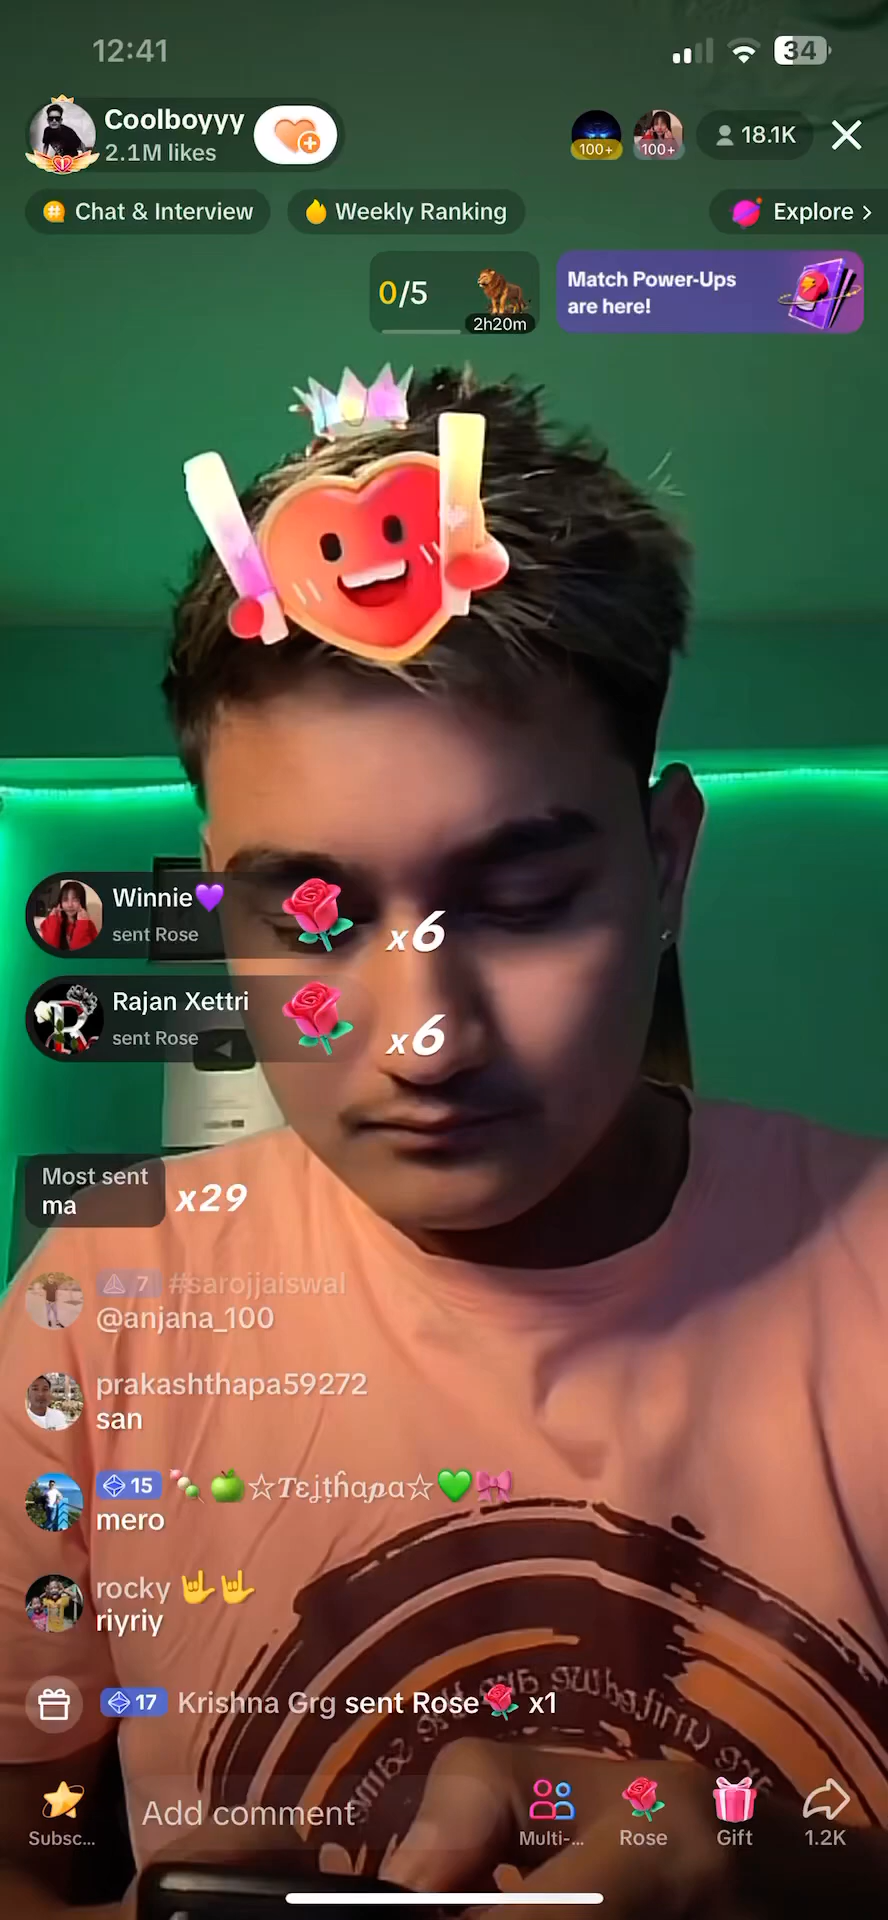 12:41
34
Coolboyyy
2.1M likes
100+
100+
18.1K
Chat & Interview
Weekly Ranking
Explore >
0/5
2h20m
Match Power-Ups
are here!
Winnie💜
sent Rose
x6
Rajan Xettri
sent Rose
x6
Most sent
ma
x29
7 #sarojjaiswal
@anjana_100
prakashthapa59272
san
15 🍡🍏☆Tεʝțĥαραα☆💚🎀
mero
rocky 🤟🤟
riyriy
17 Krishna Grg sent Rose🌹 x1
Subsc...
Add comment
Multi-...
Rose
Gift
1.2K